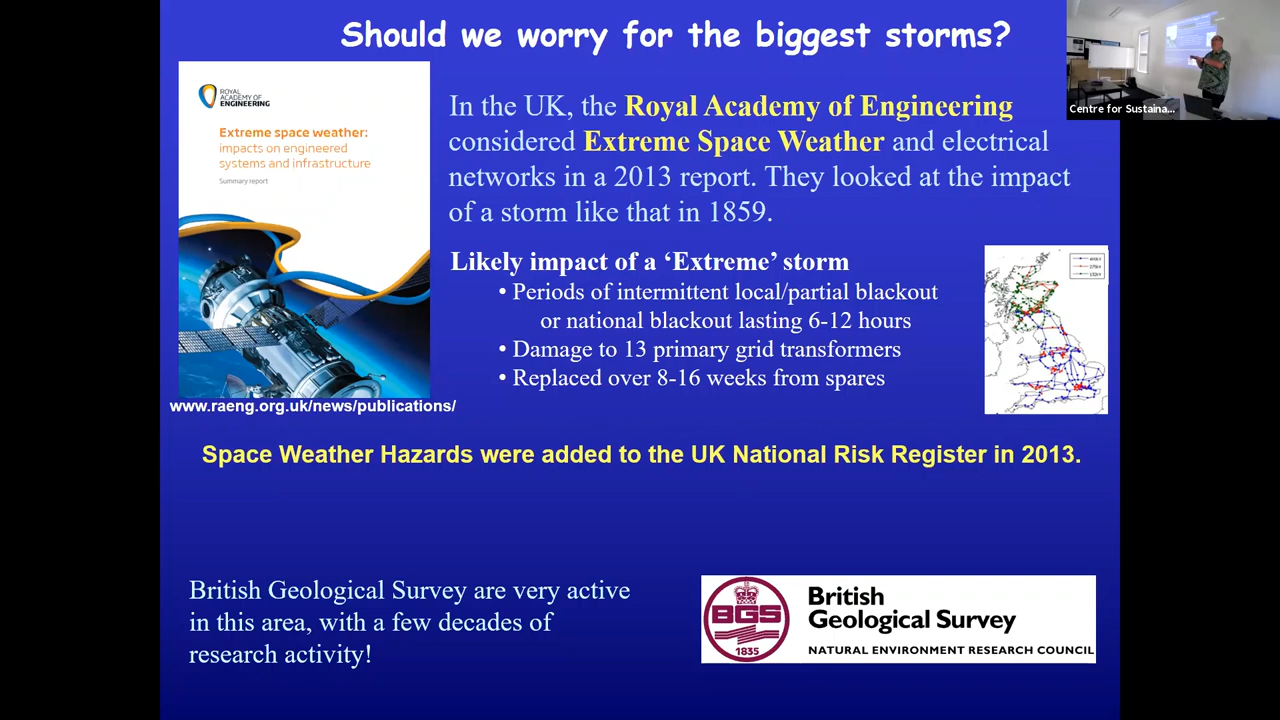 Should we worry for the biggest storms?
Centre for Sustaina...
ROYAL
ACADEMY OF
ENGINEERING
Extreme space weather:
impacts on engineered
systems and infrastructure
Summary report
www.raeng.org.uk/news/publications/
In the UK, the Royal Academy of Engineering
considered Extreme Space Weather and electrical
networks in a 2013 report. They looked at the impact
of a storm like that in 1859.
Likely impact of a ‘Extreme’ storm
• Periods of intermittent local/partial blackout
or national blackout lasting 6-12 hours
• Damage to 13 primary grid transformers
• Replaced over 8-16 weeks from spares
Space Weather Hazards were added to the UK National Risk Register in 2013.
British Geological Survey are very active
in this area, with a few decades of
research activity!
BGS
1835
British
Geological Survey
NATURAL ENVIRONMENT RESEARCH COUNCIL